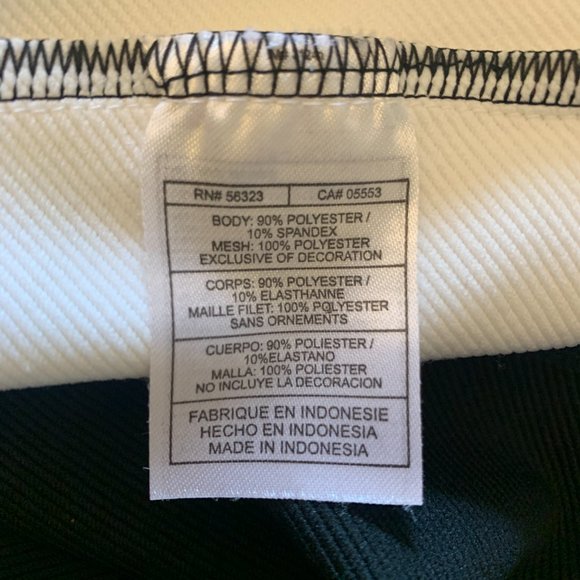 RN# 56323 CA# 05553
BODY: 90% POLYESTER /
10% SPANDEX
MESH: 100% POLYESTER
EXCLUSIVE OF DECORATION
CORPS: 90% POLYESTER /
10% ELASTHANNE
MAILLE FILET: 100% POLYESTER
SANS ORNEMENTS
CUERPO: 90% POLIESTER /
10%ELASTANO
MALLA: 100% POLIESTER
NO INCLUYE LA DECORACION
FABRIQUE EN INDONESIE
HECHO EN INDONESIA
MADE IN INDONESIA